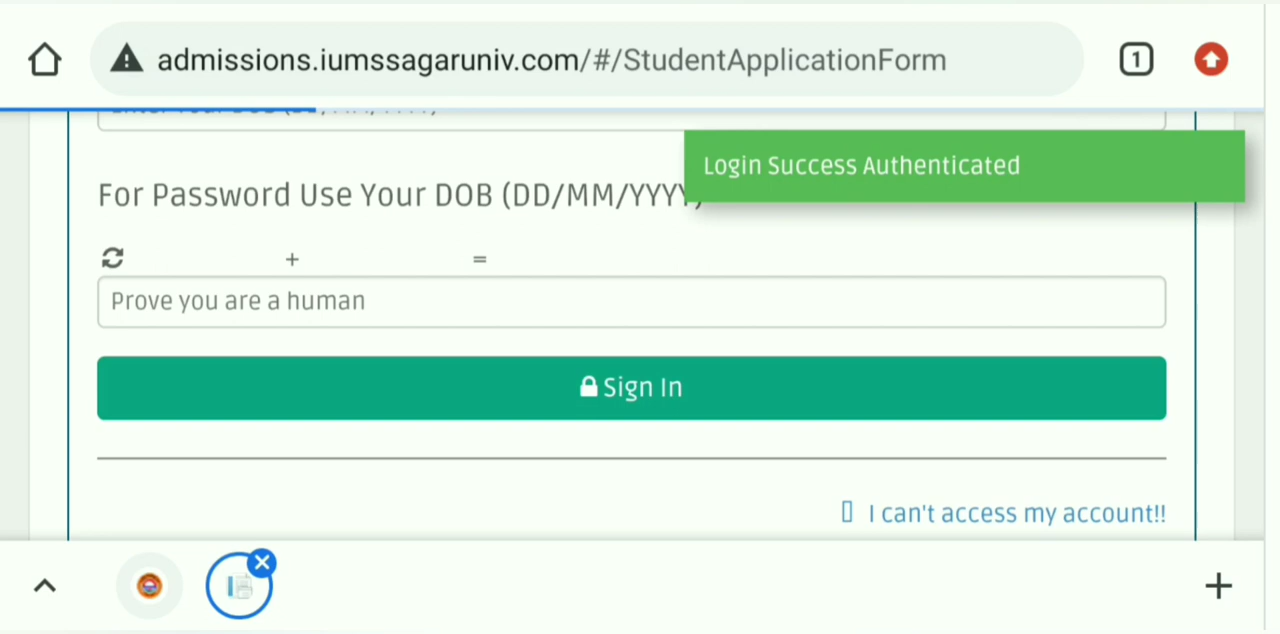 1
admissions.iumssagaruniv.com/#/StudentApplicationForm
Login Success Authenticated
For Password Use Your DOB (DD/MM/YYYY)
+ =
Prove you are a human
Sign In
I can't access my account!!